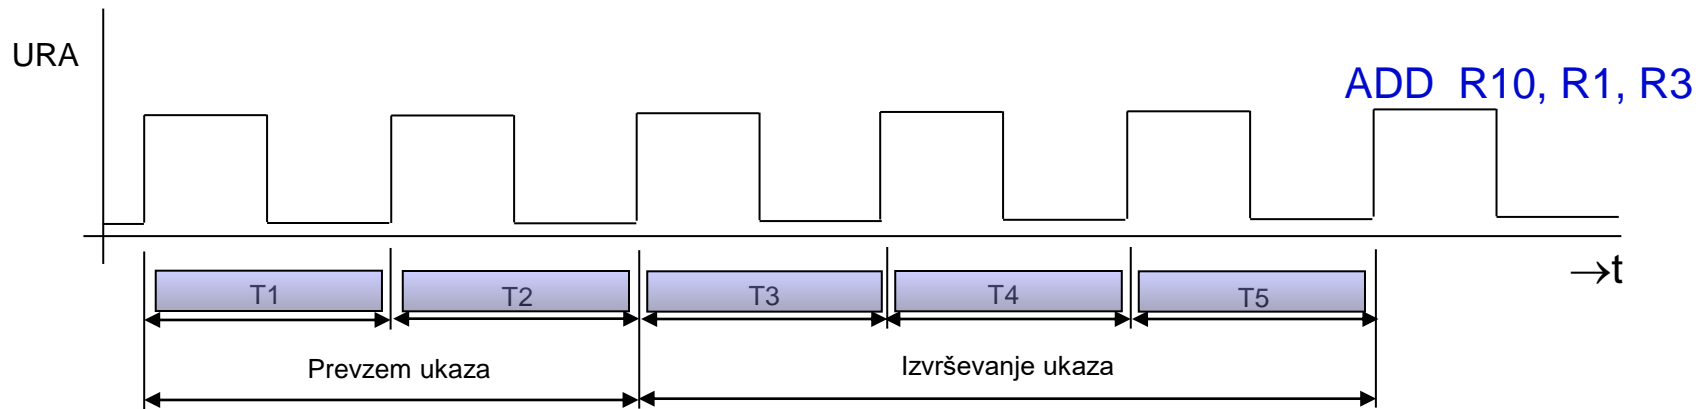 URA
ADD R10, R1, R3
→t
T1 T2 T3 T4 T5
Prevzem ukaza Izvrševanje ukaza